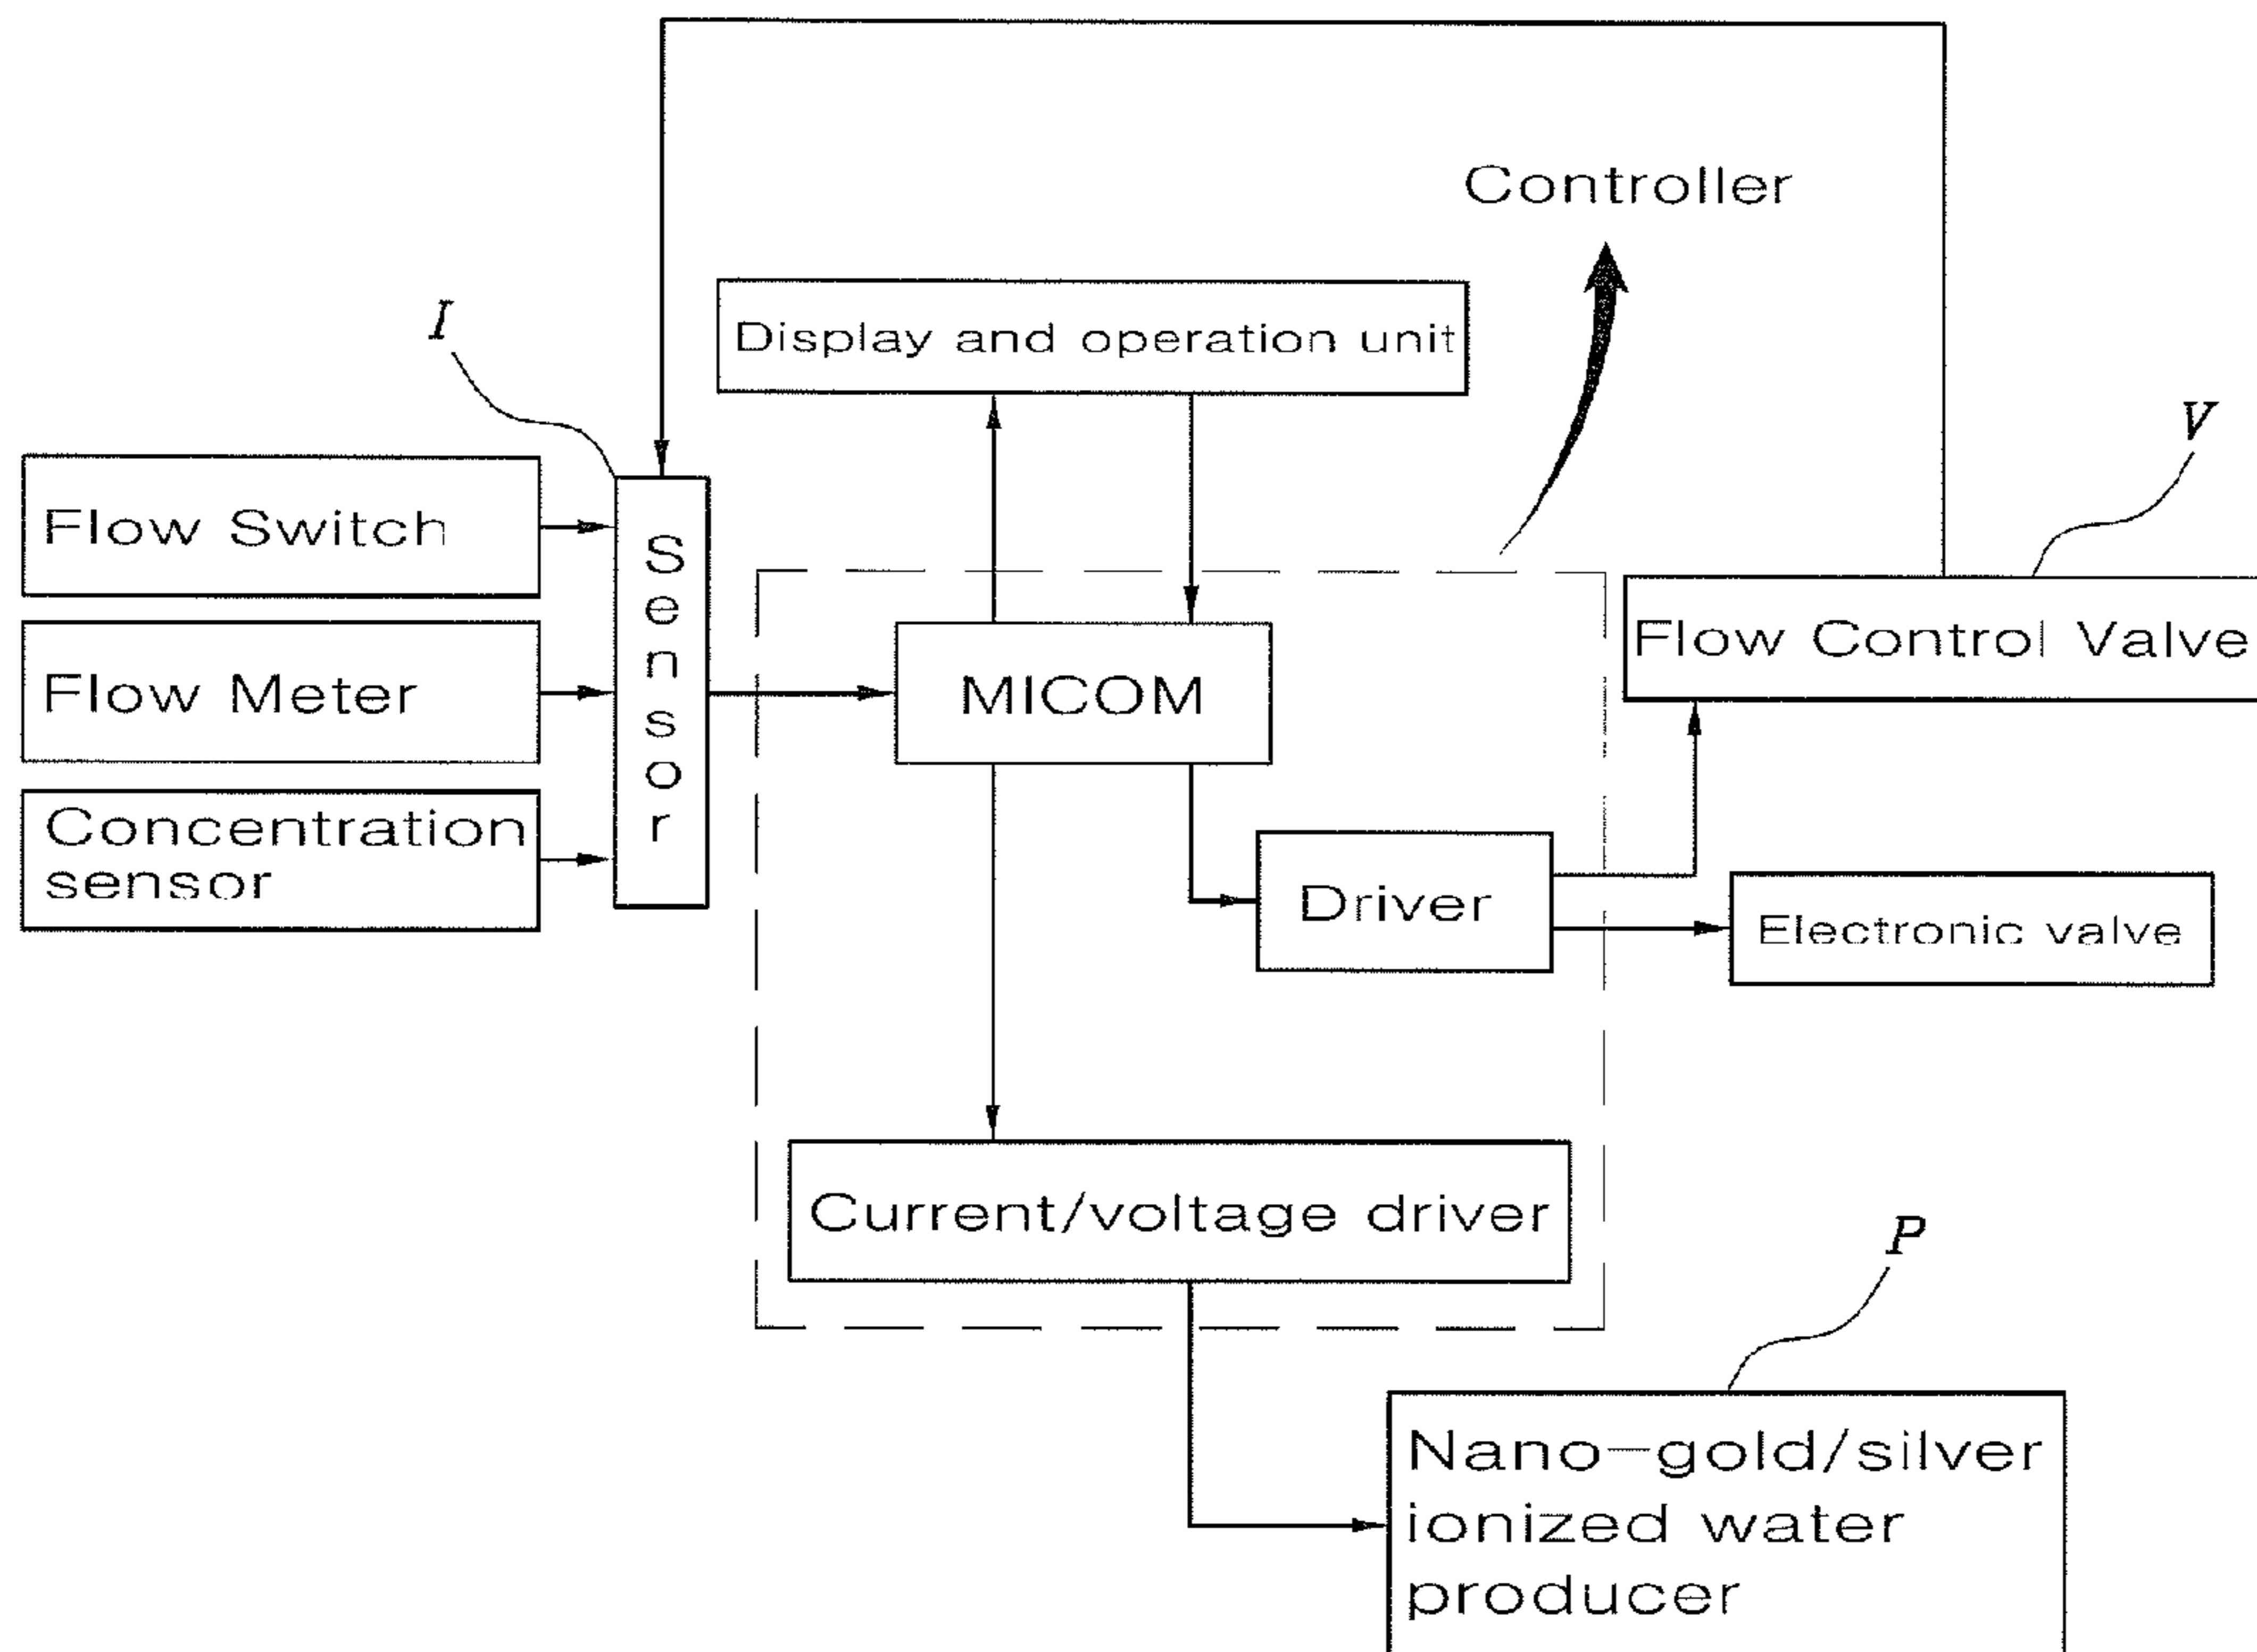 Controller
I
Display and operation unit
V
Flow Switch
Sensor
Flow Control Valve
Flow Meter
MICOM
Concentration
sensor
Driver
Electronic valve
Current/voltage driver
P
Nano-gold/silver
ionized water
producer